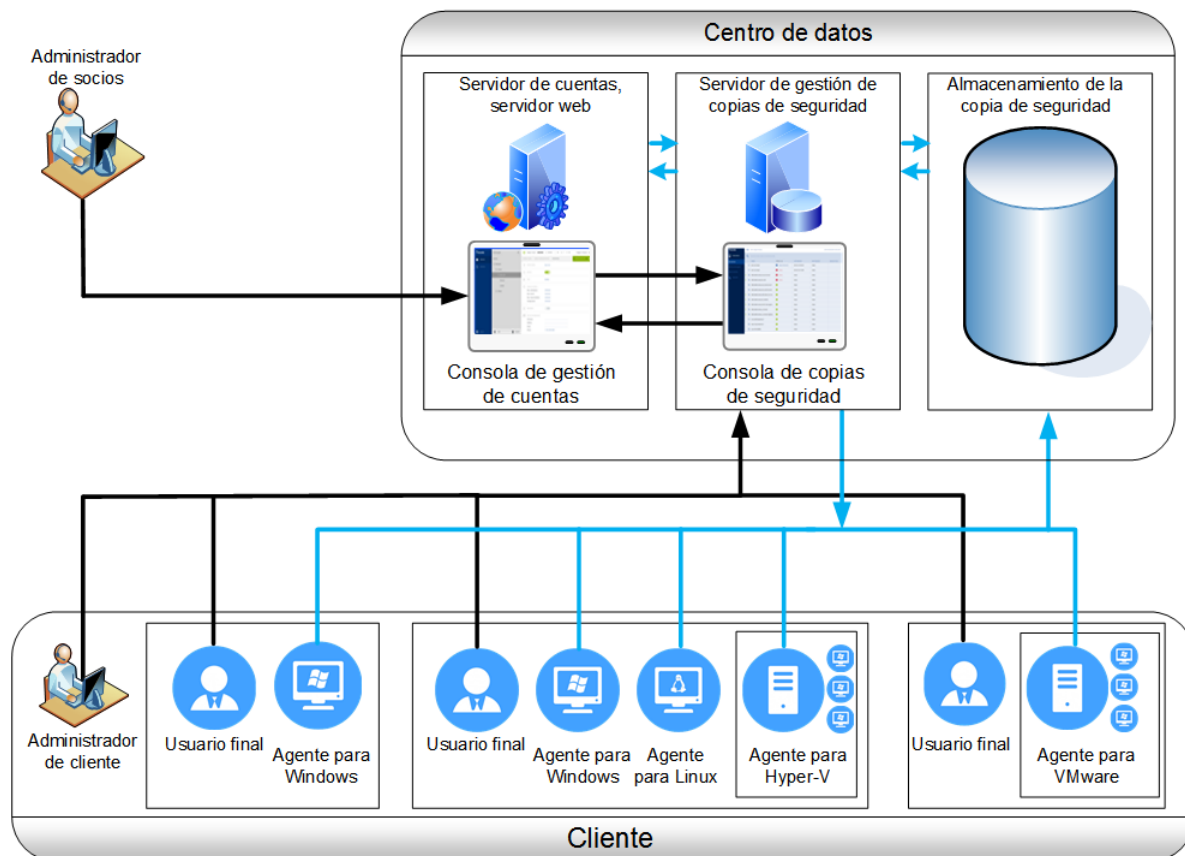 Centro de datos
Administrador
de socios
Servidor de cuentas,
servidor web
Servidor de gestión de
copias de seguridad
Almacenamiento de la
copia de seguridad
Consola de gestión
de cuentas
Consola de copias
de seguridad
Administrador
de cliente
Usuario final
Agente para
Windows
Usuario final
Agente para
Windows
Agente
para Linux
Agente para
Hyper-V
Usuario final
Agente para
VMware
Cliente